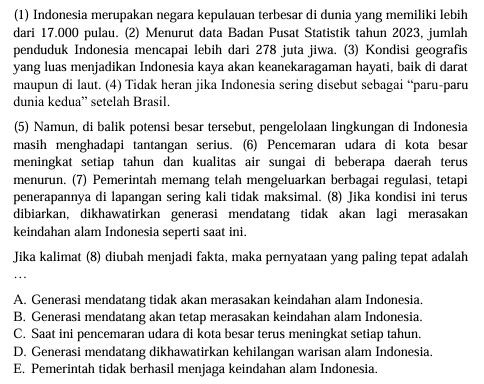 (1) Indonesia merupakan negara kepulauan terbesar di dunia yang memiliki lebih
dari 17.000 pulau. (2) Menurut data Badan Pusat Statistik tahun 2023, jumlah
penduduk Indonesia mencapai lebih dari 278 juta jiwa. (3) Kondisi geografis
yang luas menjadikan Indonesia kaya akan keanekaragaman hayati, baik di darat
maupun di laut. (4) Tidak heran jika Indonesia sering disebut sebagai “paru-paru
dunia kedua” setelah Brasil.
(5) Namun, di balik potensi besar tersebut, pengelolaan lingkungan di Indonesia
masih menghadapi tantangan serius. (6) Pencemaran udara di kota besar
meningkat setiap tahun dan kualitas air sungai di beberapa daerah terus
menurun. (7) Pemerintah memang telah mengeluarkan berbagai regulasi, tetapi
penerapannya di lapangan sering kali tidak maksimal. (8) Jika kondisi ini terus
dibiarkan, dikhawatirkan generasi mendatang tidak akan lagi merasakan
keindahan alam Indonesia seperti saat ini.
Jika kalimat (8) diubah menjadi fakta, maka pernyataan yang paling tepat adalah
…
A. Generasi mendatang tidak akan merasakan keindahan alam Indonesia.
B. Generasi mendatang akan tetap merasakan keindahan alam Indonesia.
C. Saat ini pencemaran udara di kota besar terus meningkat setiap tahun.
D. Generasi mendatang dikhawatirkan kehilangan warisan alam Indonesia.
E. Pemerintah tidak berhasil menjaga keindahan alam Indonesia.